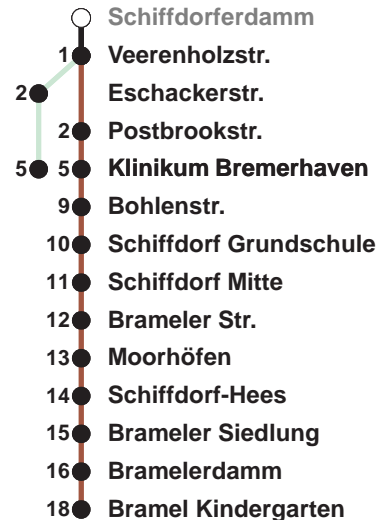 Schiffdorferdamm
1 Veerenholzstr.
2 Eschackerstr.
2 Postbrookstr.
5 5 Klinikum Bremerhaven
9 Bohlenstr.
10 Schiffdorf Grundschule
11 Schiffdorf Mitte
12 Brameler Str.
13 Moorhöfen
14 Schiffdorf-Hees
15 Brameler Siedlung
16 Bramelerdamm
18 Bramel Kindergarten